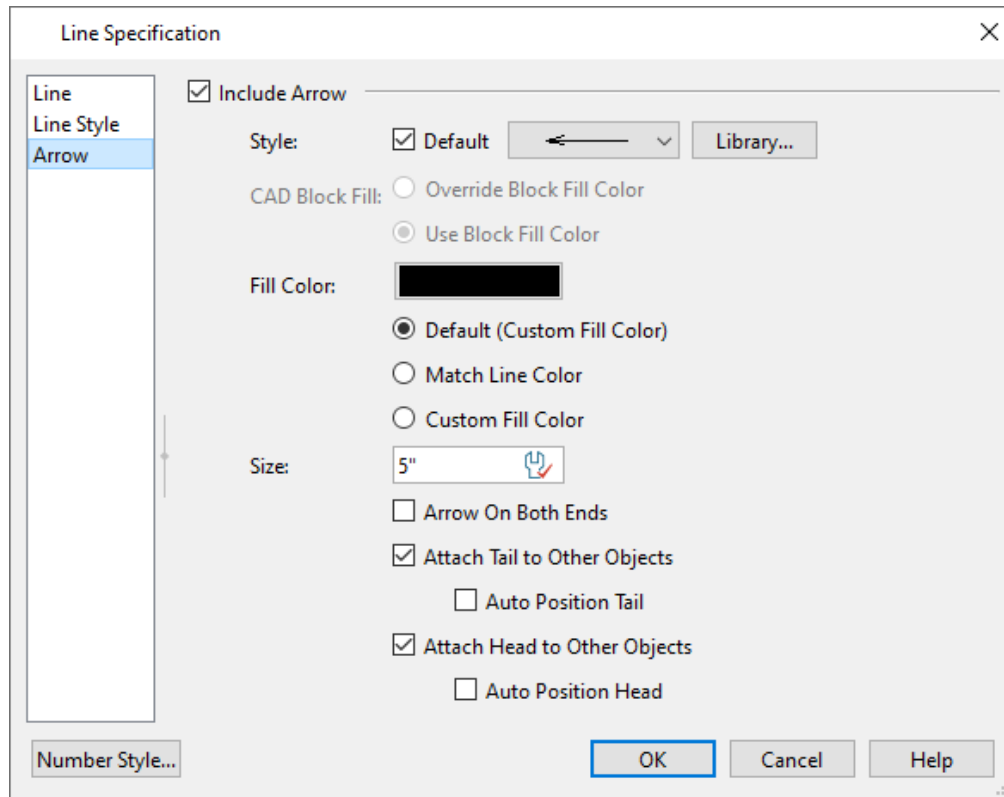 Line Specification
Line
Line Style
Arrow
Include Arrow
Style:
Default
Library...
CAD Block Fill:
Override Block Fill Color
Use Block Fill Color
Fill Color:
Default (Custom Fill Color)
Match Line Color
Custom Fill Color
Size:
5"
Arrow On Both Ends
Attach Tail to Other Objects
Auto Position Tail
Attach Head to Other Objects
Auto Position Head
Number Style...
OK
Cancel
Help